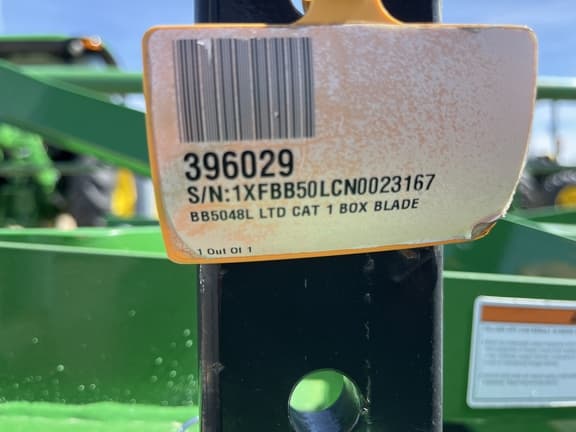 396029
S/N:1XFBB50LCN0023167
BB5048L LTD CAT 1 BOX BLADE
1 Out Of 1